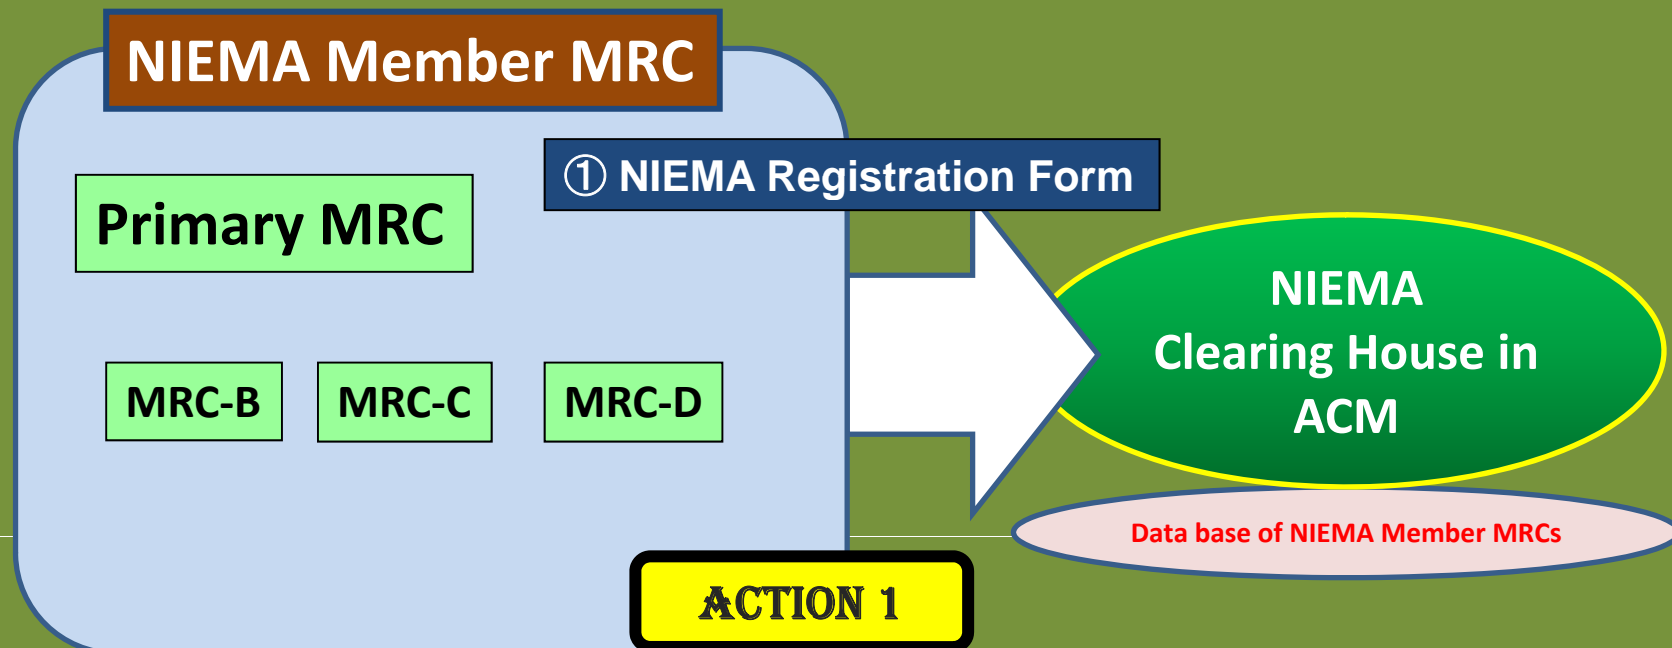 NIEMA Member MRC
① NIEMA Registration Form
Primary MRC
MRC-B
MRC-C
MRC-D
NIEMA
Clearing House in
ACM
Data base of NIEMA Member MRCs
ACTION 1